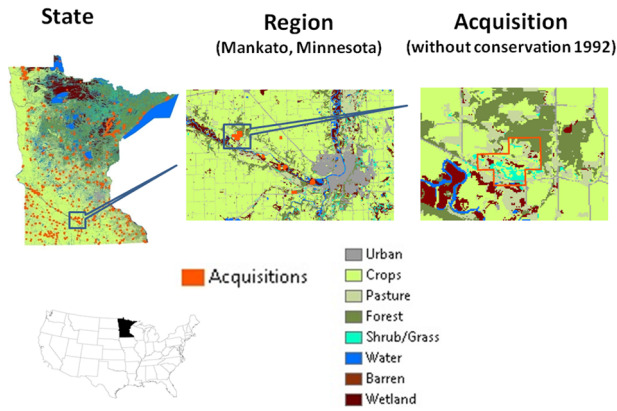 State
Region
(Mankato, Minnesota)
Acquisition
(without conservation 1992)
Acquisitions
Urban
Crops
Pasture
Forest
Shrub/Grass
Water
Barren
Wetland